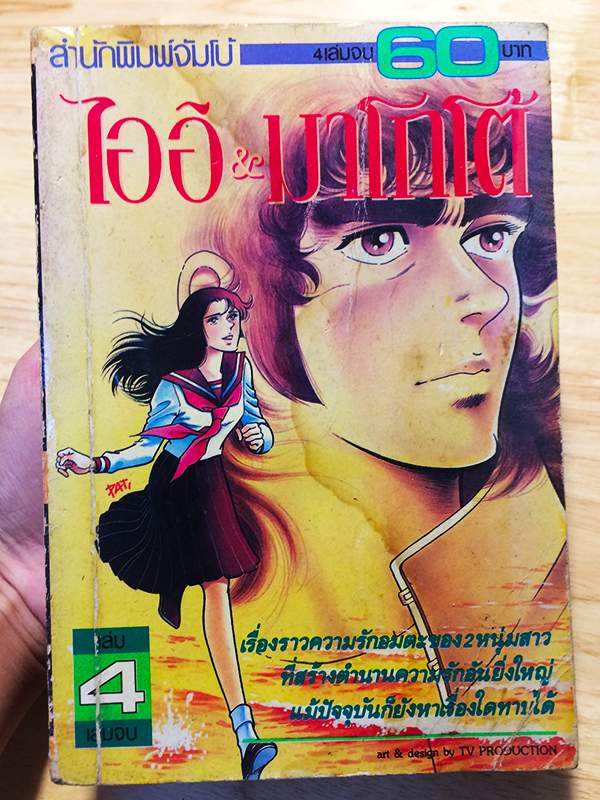 สำนักพิมพ์จัมโบ้
4เล่มจบ 60 บาท
ไออิ & มาโกโต้
PATi
เรื่องราวความรักอมตะของ2หนุ่มสาว
ที่สร้างตำนานความรักอันยิ่งใหญ่
แม้ปัจจุบันก็ยังหาเรื่องใดทาบได้
เล่ม
4
เล่มจบ
art & design by TV PRODUCTION